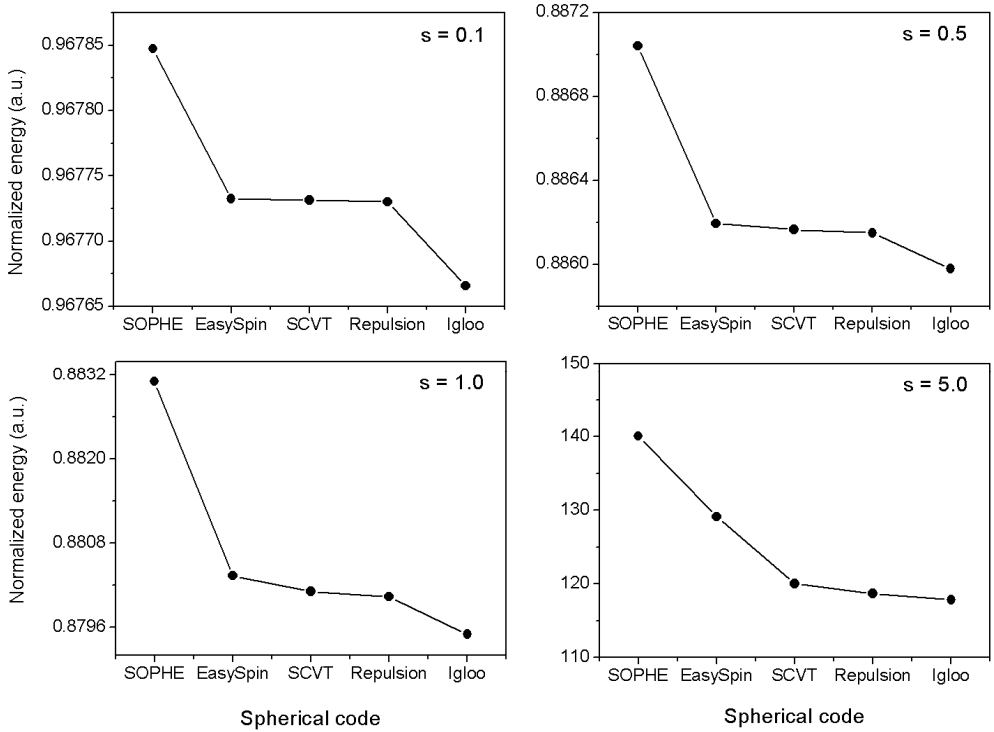 s = 0.1
Normalized energy (a.u.)
0.96785
0.96780
0.96775
0.96770
0.96765
SOPHE EasySpin SCVT Repulsion Igloo
s = 0.5
0.8872
0.8868
0.8864
0.8860
SOPHE EasySpin SCVT Repulsion Igloo
s = 1.0
Normalized energy (a.u.)
0.8832
0.8820
0.8808
0.8796
SOPHE EasySpin SCVT Repulsion Igloo
Spherical code
s = 5.0
150
140
130
120
110
SOPHE EasySpin SCVT Repulsion Igloo
Spherical code